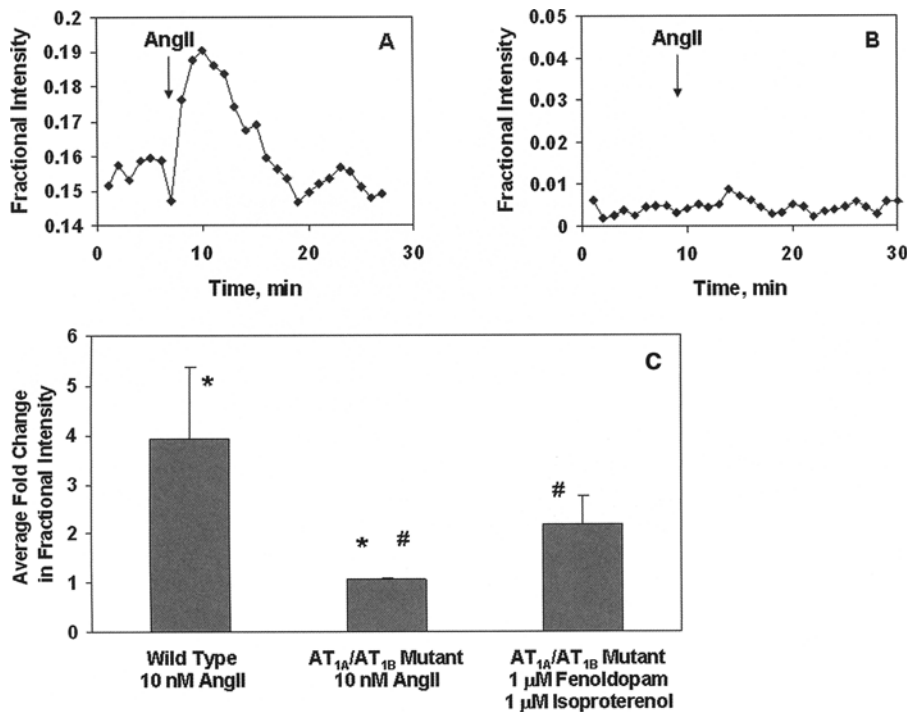 A
AngII
Fractional Intensity
0.2
0.19
0.18
0.17
0.16
0.15
0.14
0
10
20
30
Time, min
B
AngII
Fractional Intensity
0.05
0.04
0.03
0.02
0.01
0
0
10
20
30
Time, min
C
Average Fold Change
in Fractional Intensity
6
5
4
3
2
1
0
*
* #
#
Wild Type
10 nM AngII
AT1A/AT1B Mutant
10 nM AngII
AT1A/AT1B Mutant
1 µM Fenoldopam
1 µM Isoproterenol